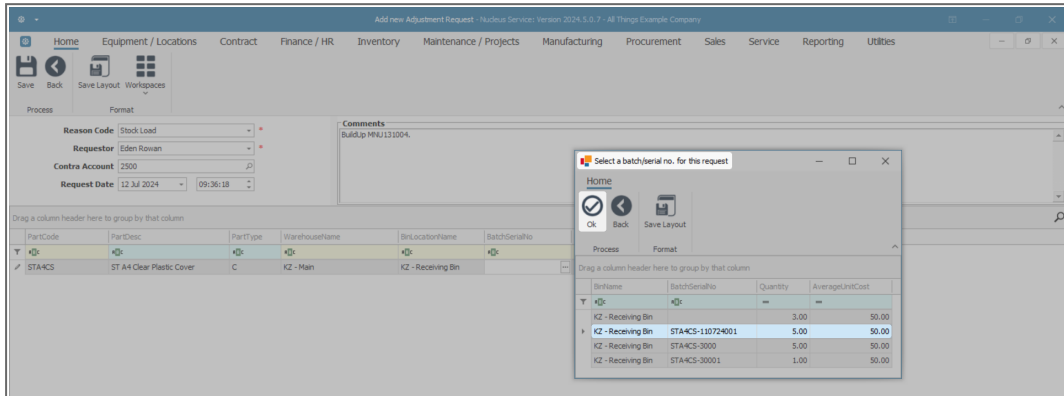 Add new Adjustment Request - Nucleus Service: Version 2024.5.0.7 - All Things Example Company
Home Equipment / Locations Contract Finance / HR Inventory Maintenance / Projects Manufacturing Procurement Sales Service Reporting Utilities
Save Back Save Layout Workspaces
Process Format
Reason Code Stock Load *
Requestor Eden Rowan *
Contra Account 2500
Request Date 12 Jul 2024 09:36:18
Comments
BuildUp MNU131004.
Drag a column header here to group by that column
PartCode PartDesc PartType WarehouseName BinLocationName BatchSerialNo
STA4CS ST A4 Clear Plastic Cover C KZ - Main KZ - Receiving Bin ...
Select a batch/serial no. for this request
Home
Ok Back Save Layout
Process Format
Drag a column header here to group by that column
BinName BatchSerialNo Quantity AverageUnitCost
= =
KZ - Receiving Bin 3.00 50.00
KZ - Receiving Bin STA4CS-110724001 5.00 50.00
KZ - Receiving Bin STA4CS-3000 5.00 50.00
KZ - Receiving Bin STA4CS-30001 1.00 50.00